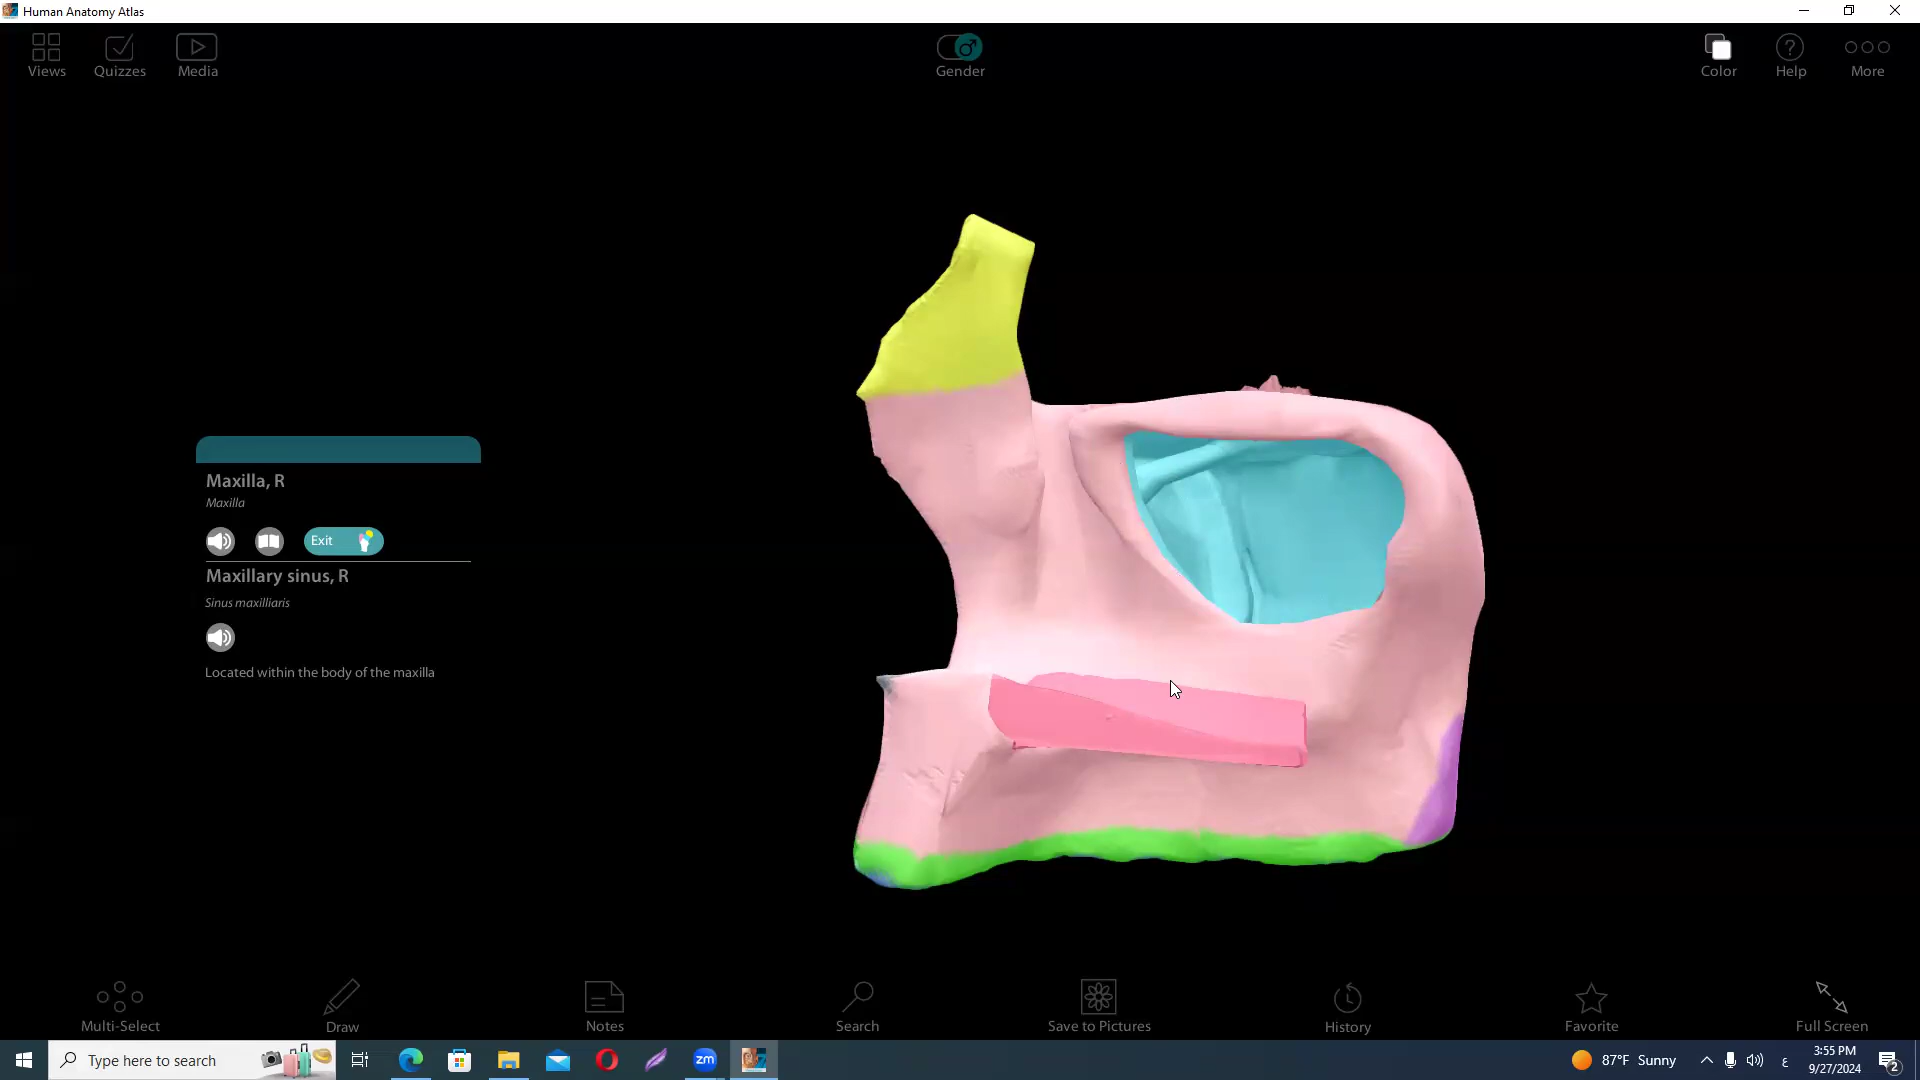 Human Anatomy Atlas
Views
Quizzes
Media
Gender
Color
Help
More
Maxilla, R
Maxilla
Exit
Maxillary sinus, R
Sinus maxilliaris
Located within the body of the maxilla
Multi-Select
Draw
Notes
Search
Save to Pictures
History
Favorite
Full Screen
Type here to search
zm
87°F Sunny
ع
3:55 PM
9/27/2024
2